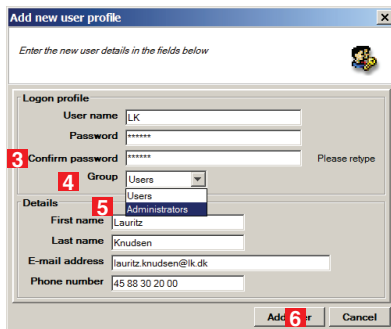 Add new user profile
Enter the new user details in the fields below
Logon profile
User name LK
Password ******
3 Confirm password ****** Please retype
4 Group Users
Users
5 Administrators
Details
First name Lauritz
Last name Knudsen
E-mail address lauritz.knudsen@lk.dk
Phone number 45 88 30 20 00
Add 6 Cancel